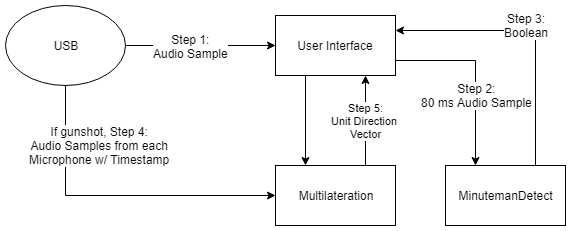 USB
Step 1:
Audio Sample
User Interface
Step 3:
Boolean
Step 2:
80 ms Audio Sample
Step 5:
Unit Direction
Vector
If gunshot, Step 4:
Audio Samples from each
Microphone w/ Timestamp
Multilateration
MinutemanDetect